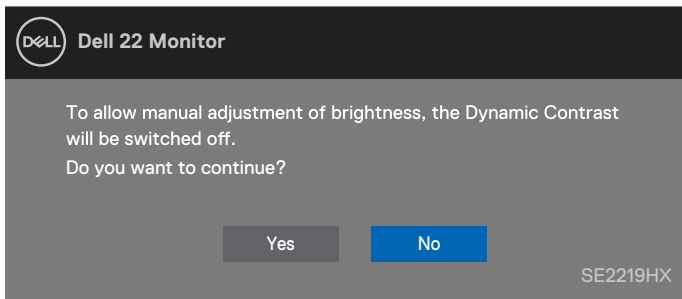 DELL Dell 22 Monitor
To allow manual adjustment of brightness, the Dynamic Contrast
will be switched off.
Do you want to continue?
Yes No
SE2219HX